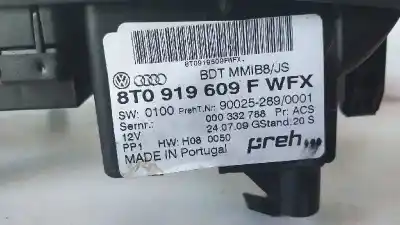 8T0919609FWFX.
BDT MMIB8/JS
8T0 919 609 F WFX
SW: 0100 PrehT.Nr: 90025-289/0001
Sernr.: 000 332 788 Pr: ACS
12V 24.07.09 GStand: 20 S
PP1 HW: H08 0050
MADE IN Portugal
preh